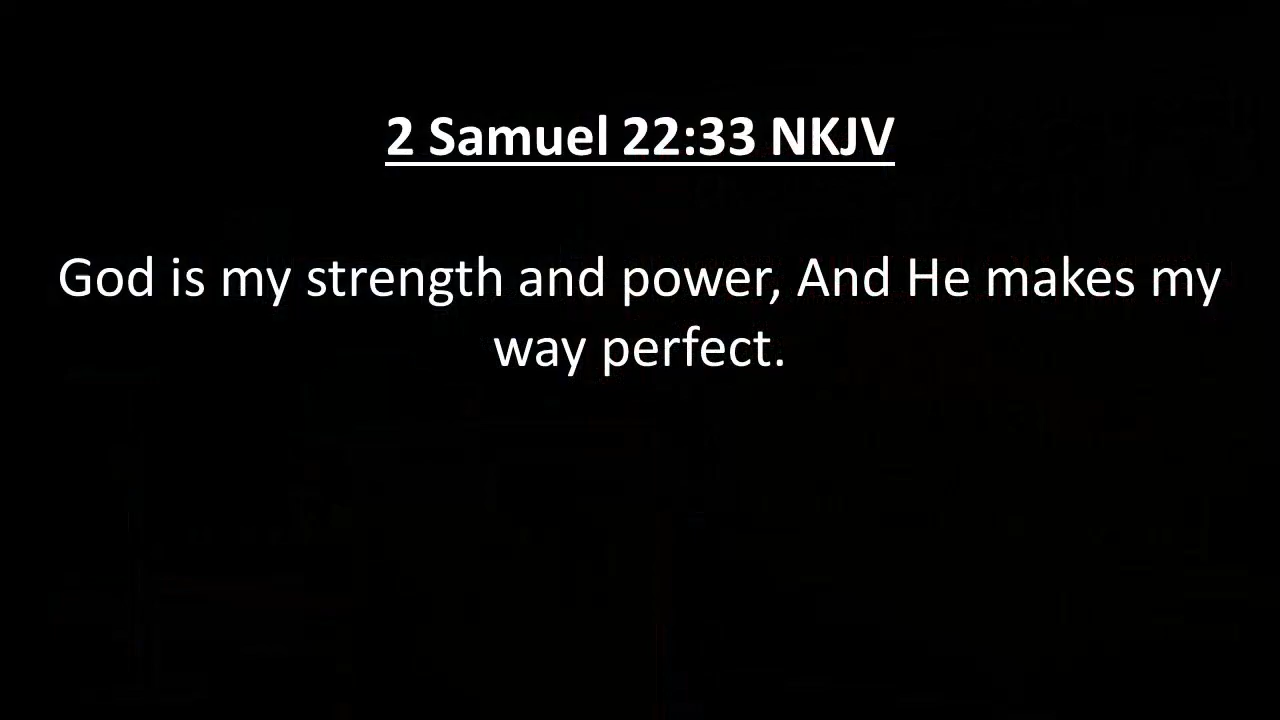 2 Samuel 22:33 NKJV
God is my strength and power, And He makes my
way perfect.